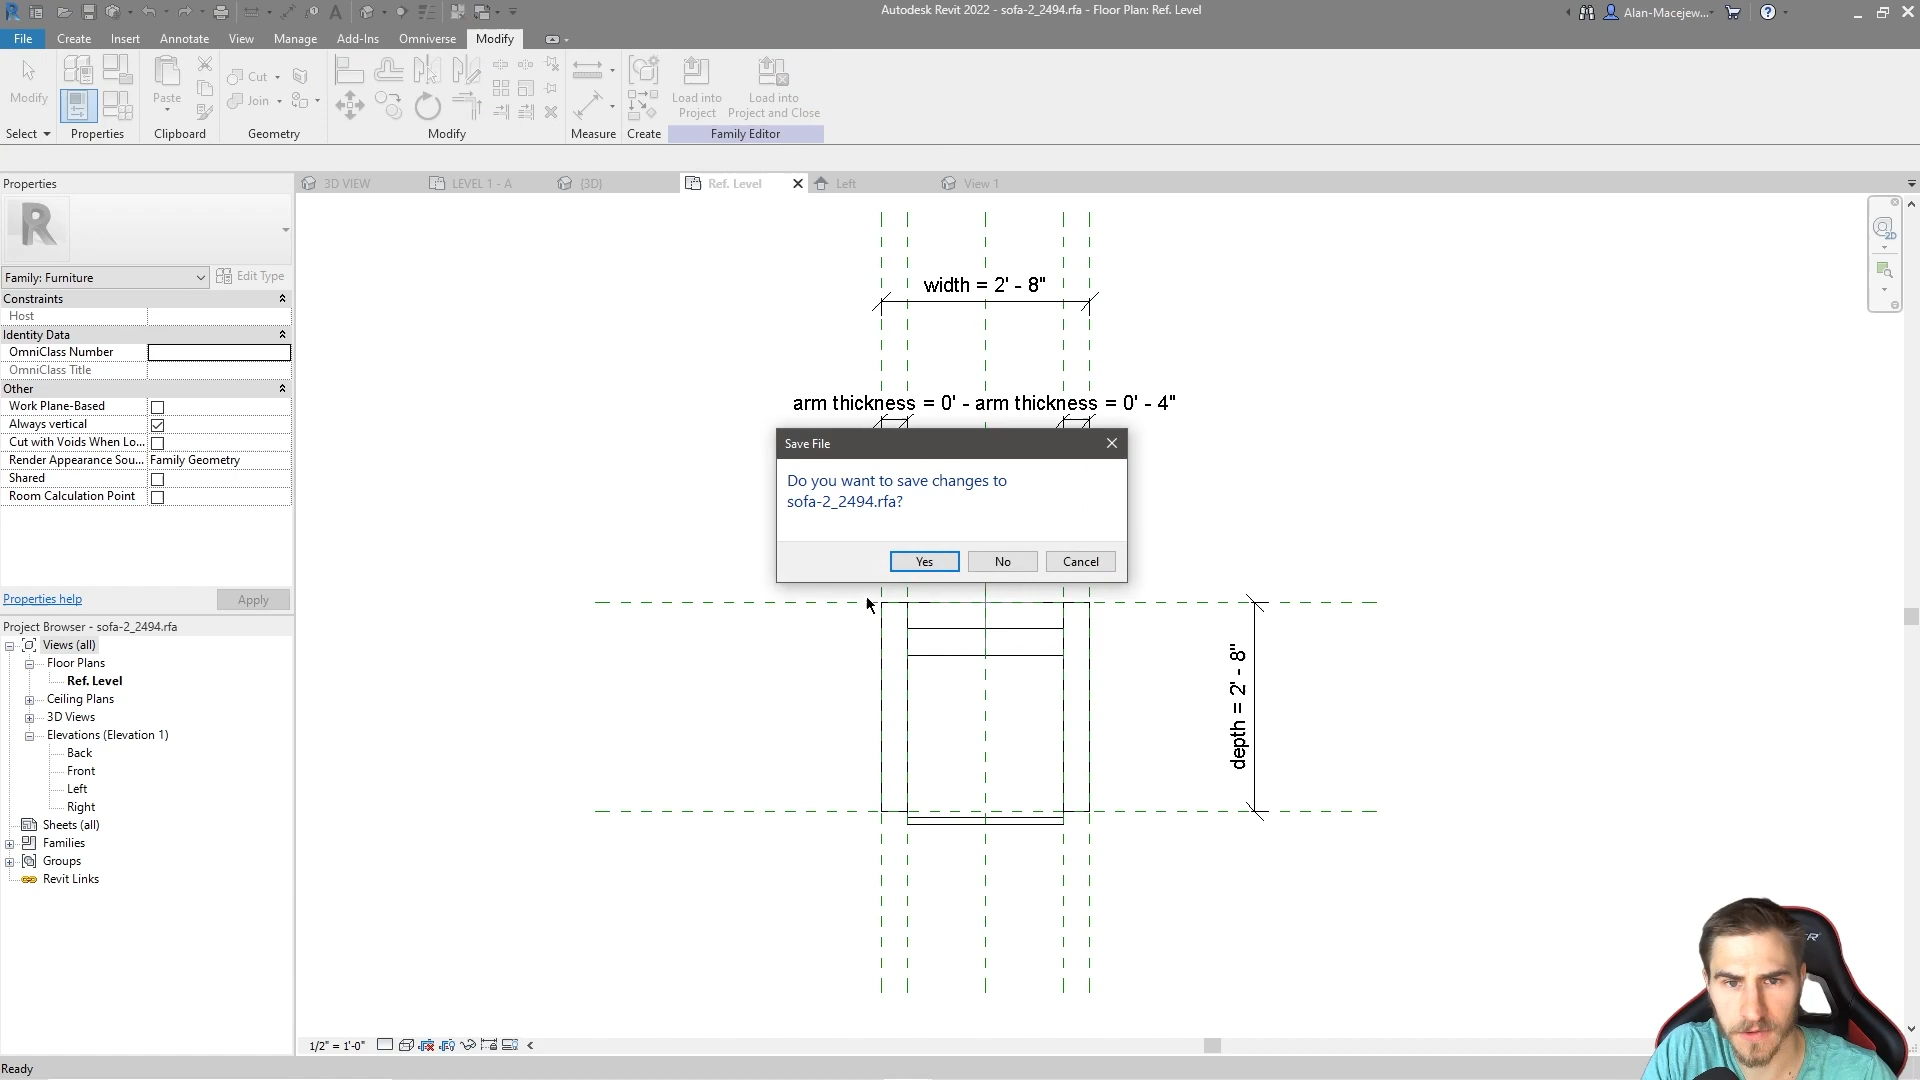 Autodesk Revit 2022 - sofa-2_2494.rfa - Floor Plan: Ref. Level
Alan-Macejew...
File Create Insert Annotate View Manage Add-Ins Omniverse Modify
Modify
Paste
Cut
Join
Load into Project
Load into Project and Close
Select Properties Clipboard Geometry Modify Measure Create Family Editor
Properties
3D VIEW LEVEL 1 - A {3D} Ref. Level Left View 1
R
Family: Furniture Edit Type
Constraints
Host
Identity Data
OmniClass Number
OmniClass Title
Other
Work Plane-Based
Always vertical
Cut with Voids When Lo...
Render Appearance Sou... Family Geometry
Shared
Room Calculation Point
Properties help Apply
Project Browser - sofa-2_2494.rfa
Views (all)
Floor Plans
Ref. Level
Ceiling Plans
3D Views
Elevations (Elevation 1)
Back
Front
Left
Right
Sheets (all)
Families
Groups
Revit Links
2D
width = 2' - 8"
arm thickness = 0' - arm thickness = 0' - 4"
Save File
Do you want to save changes to
sofa-2_2494.rfa?
Yes No Cancel
depth = 2' - 8"
1/2" = 1'-0"
Ready